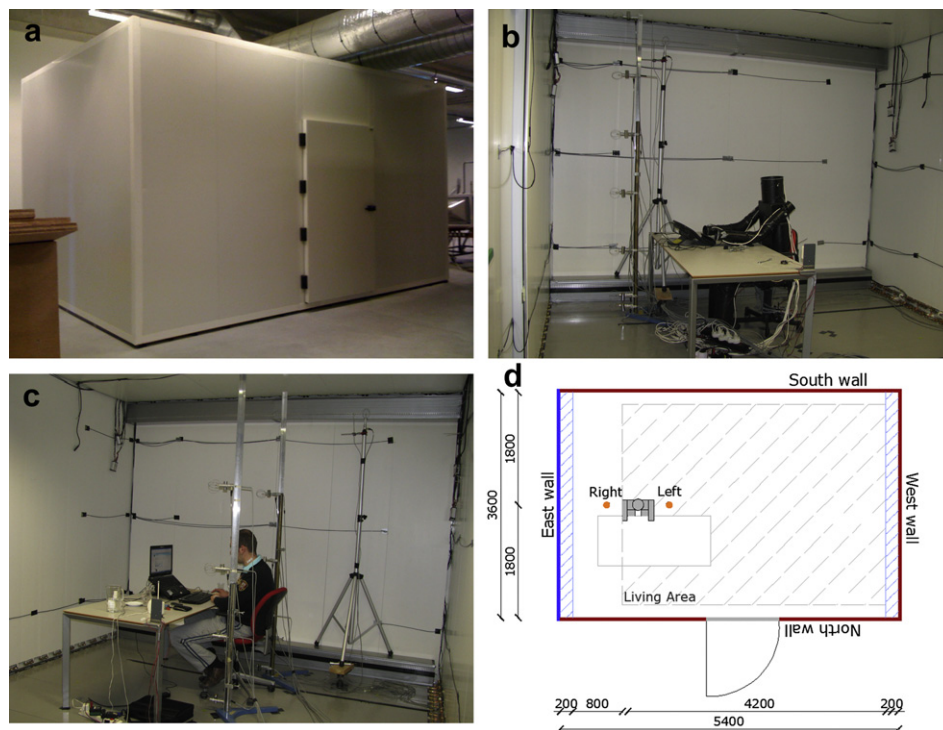 a
b
c
d
South wall
3600
1800
1800
East wall
Right
Left
West wall
Living Area
North wall
200
800
4200
200
5400